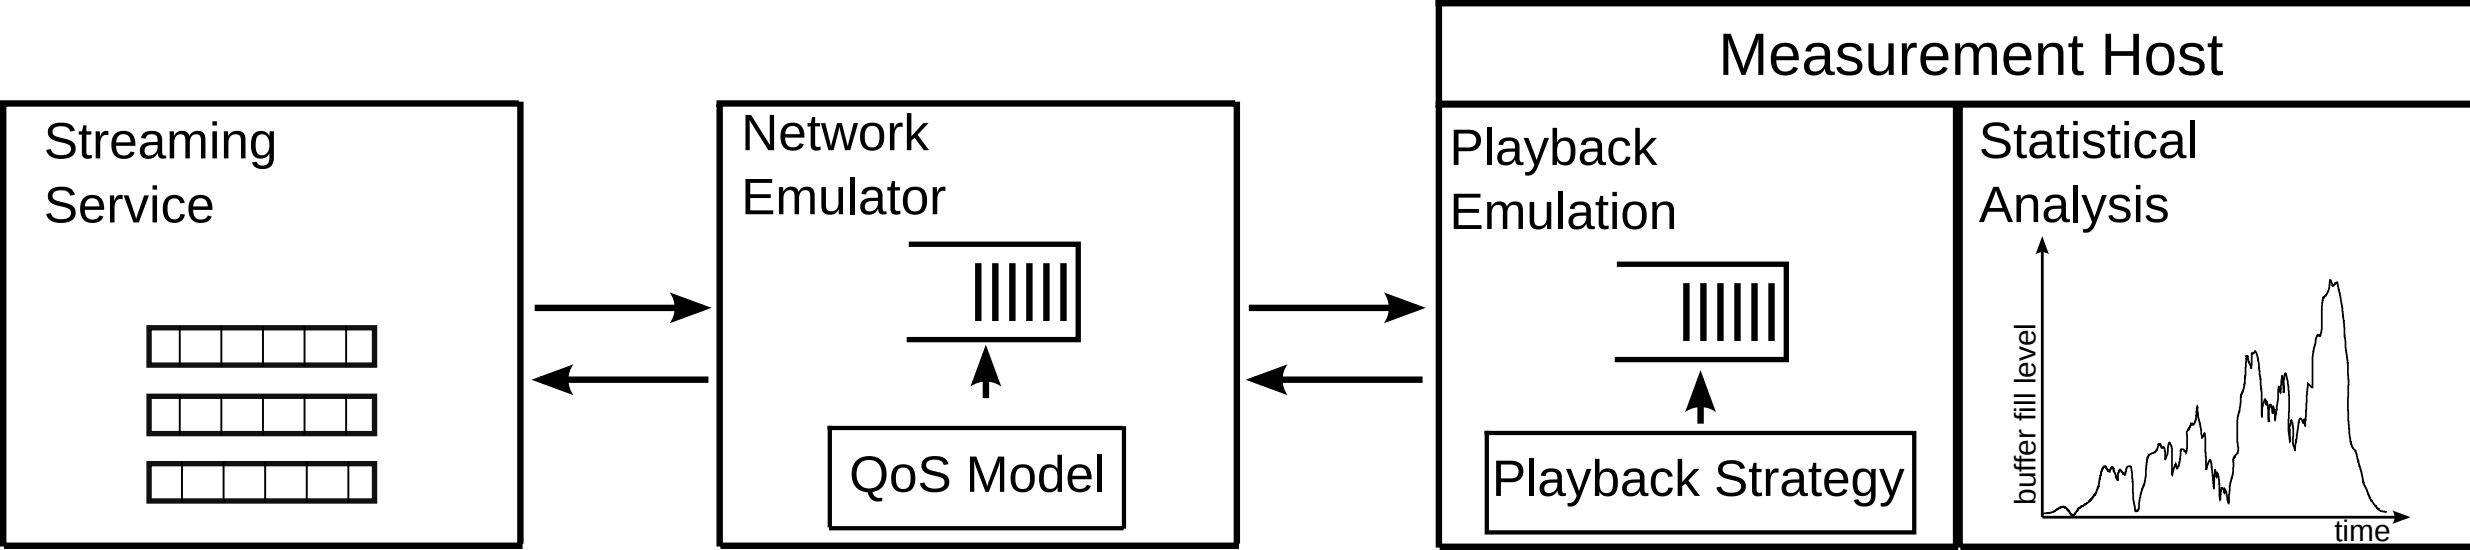 Measurement Host
Streaming
Service
Network
Emulator
QoS Model
Playback
Emulation
Playback Strategy
Statistical
Analysis
buffer fill level
time